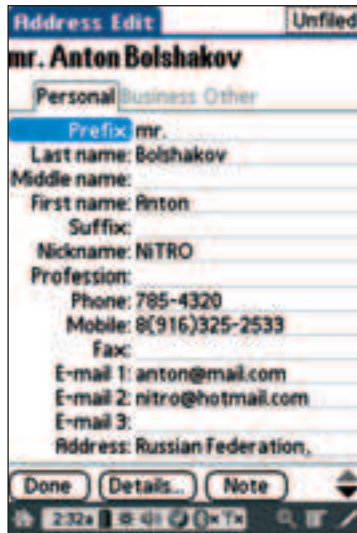 Address Edit Unfiled
mr. Anton Bolshakov
Personal Business Other
Prefix: mr.
Last name: Bolshakov
Middle name:
First name: Anton
Suffix:
Nickname: NiTRO
Profession:
Phone: 785-4320
Mobile: 8(916)325-2533
Fax:
E-mail 1: anton@mail.com
E-mail 2: nitro@hotmail.com
E-mail 3:
Address: Russian Federation,
Done Details... Note
2:32a